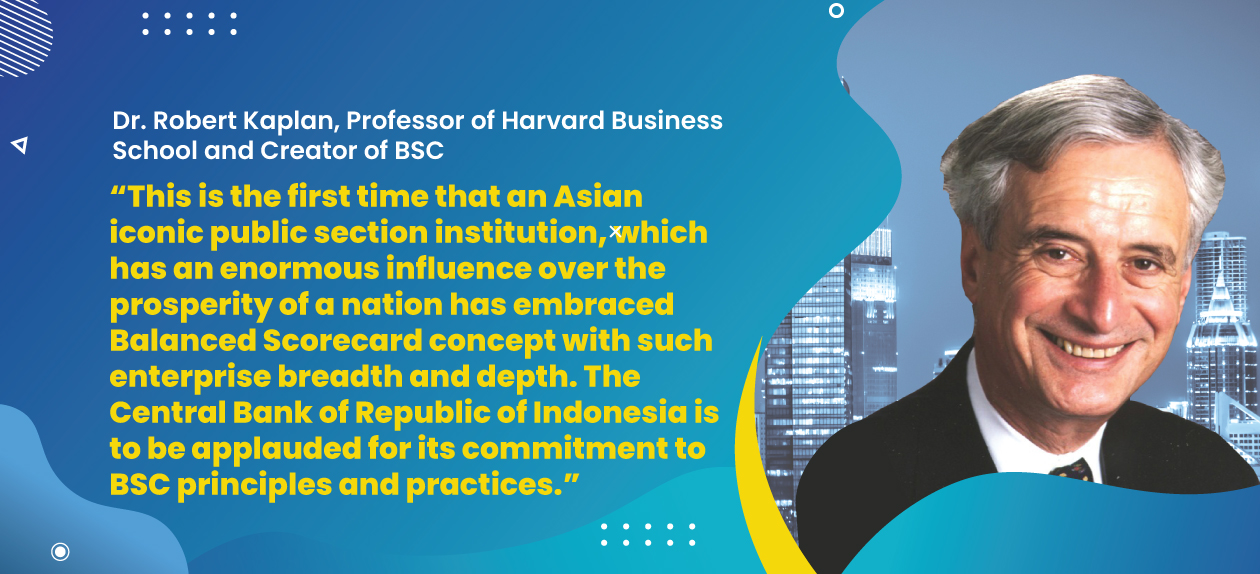 Dr. Robert Kaplan, Professor of Harvard Business
School and Creator of BSC
“This is the first time that an Asian
iconic public section institution, which
has an enormous influence over the
prosperity of a nation has embraced
Balanced Scorecard concept with such
enterprise breadth and depth. The
Central Bank of Republic of Indonesia is
to be applauded for its commitment to
BSC principles and practices.”